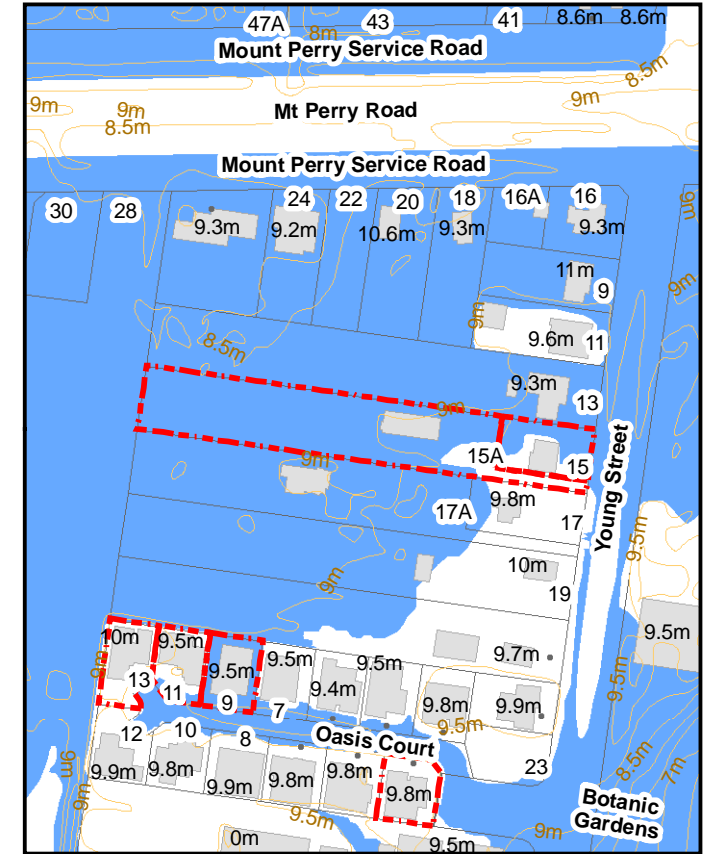 47A 43 41 8.6m 8.6m
8m
Mount Perry Service Road
8.5m
9m 9m Mt Perry Road 9m
8.5m
Mount Perry Service Road
30 28 24 22 20 18 16A 16
9m
9.3m 9.2m 10.6m 9.3m 9.3m
11m
9m
9
9m
9.6m 11
8.5m
9.3m
9m 13
15A 15
9m
9.8m
17A 17
Young Street
9.5m
10m
9m
19
10m 9.5m 9.5m
9.5m 9.5m 9.7m
9m
9.4m
9.5m
13 11 9 7
9.8m 9.9m
9.5m
12 10 8
Oasis Court
9m
9.9m 9.8m 9.9m 9.8m 9.8m 9.8m
23
8.5m
7m
9m
Botanic
Gardens
9.5m
0m
9.5m
9m